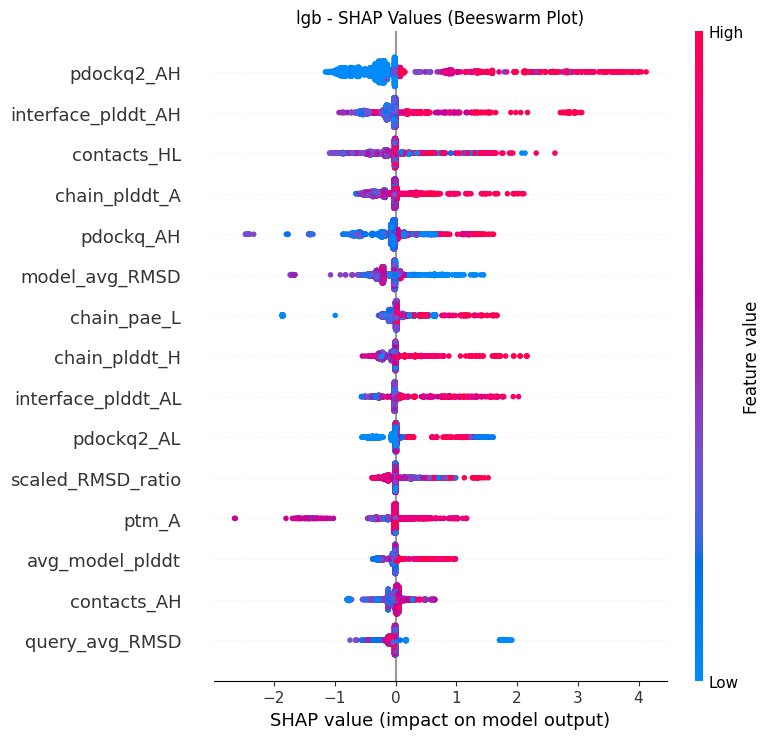 lgb - SHAP Values (Beeswarm Plot)
High
pdockq2_AH
interface_plddt_AH
contacts_HL
chain_plddt_A
pdockq_AH
model_avg_RMSD
chain_pae_L
chain_plddt_H
interface_plddt_AL
pdockq2_AL
scaled_RMSD_ratio
ptm_A
avg_model_plddt
contacts_AH
query_avg_RMSD
Feature value
Low
−2 −1 0 1 2 3 4
SHAP value (impact on model output)